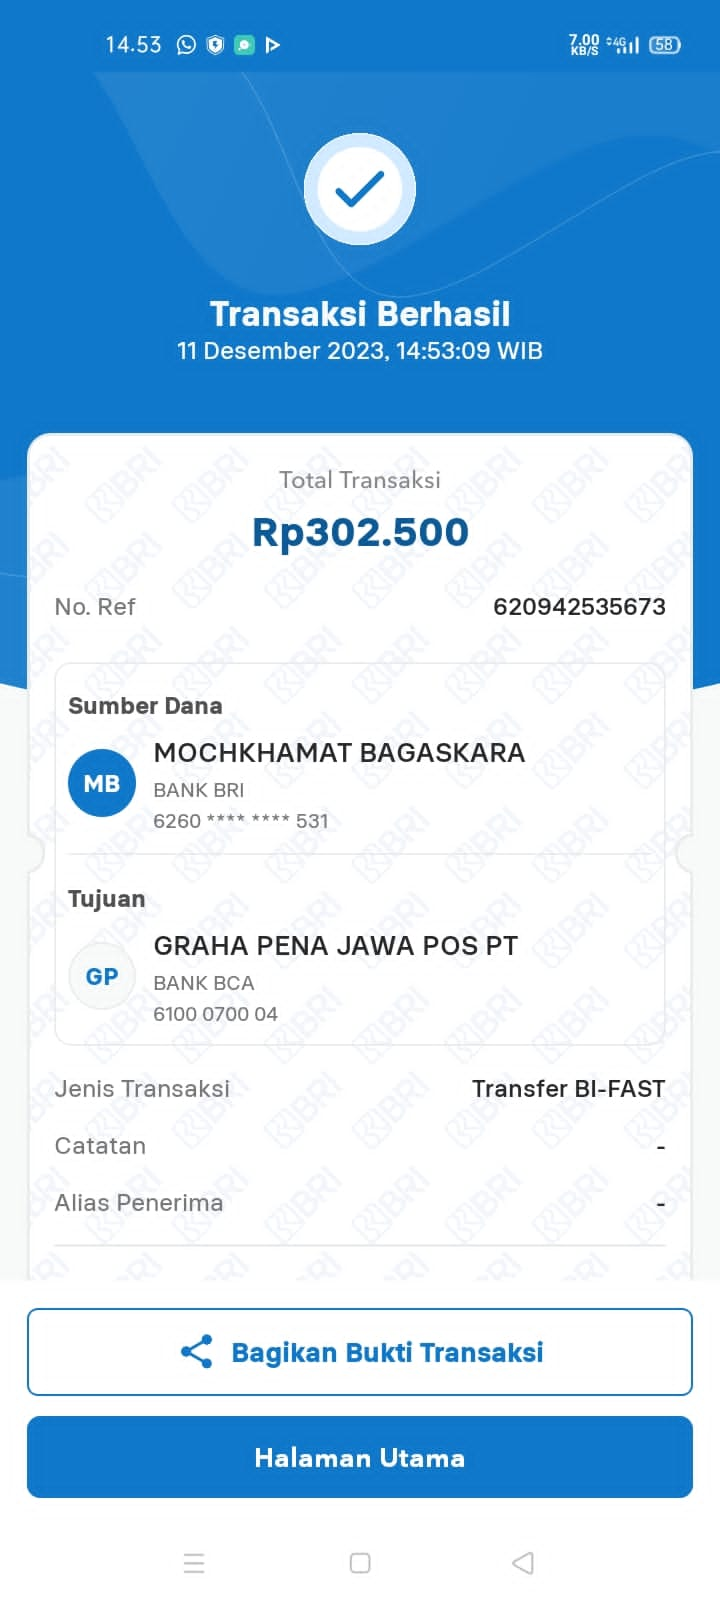 14.53
7.00
KB/S
4G
58
Transaksi Berhasil
11 Desember 2023, 14:53:09 WIB
Total Transaksi
Rp302.500
No. Ref 620942535673
Sumber Dana
MB
MOCHKHAMAT BAGASKARA
BANK BRI
6260 **** **** 531
Tujuan
GP
GRAHA PENA JAWA POS PT
BANK BCA
6100 0700 04
Jenis Transaksi Transfer BI-FAST
Catatan -
Alias Penerima -
Bagikan Bukti Transaksi
Halaman Utama